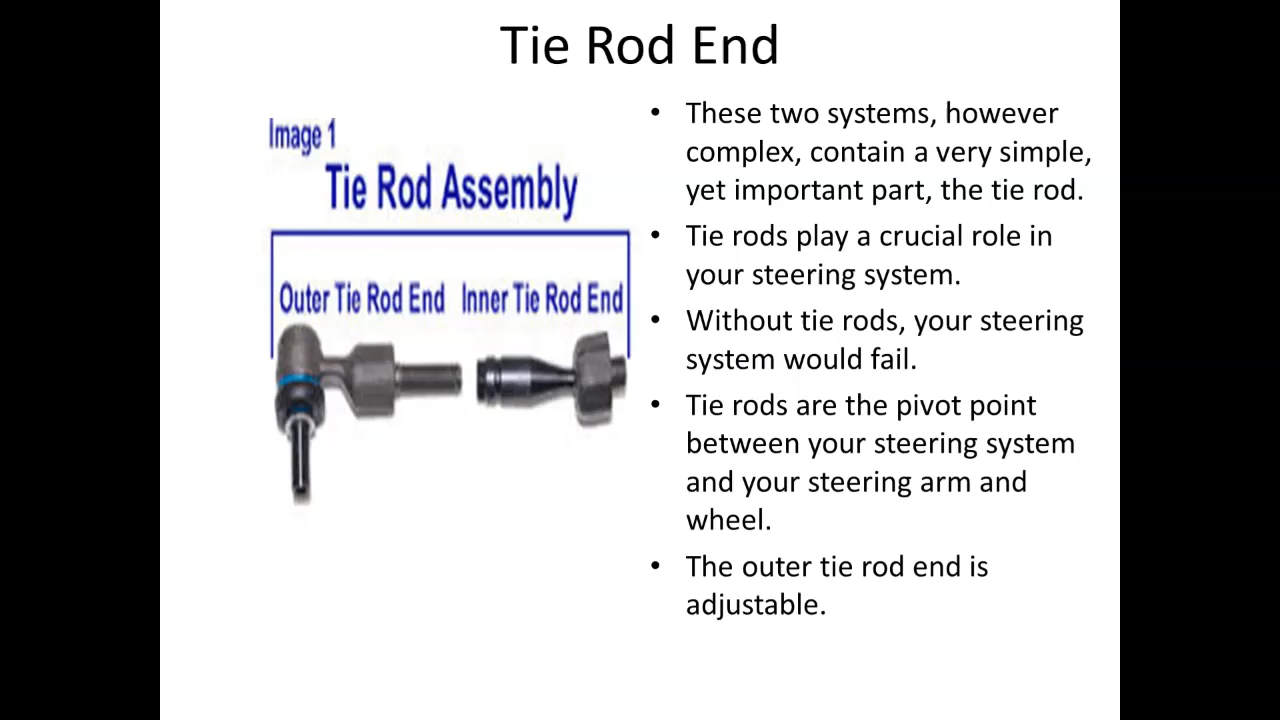 Tie Rod End
Image 1
Tie Rod Assembly
Outer Tie Rod End Inner Tie Rod End
• These two systems, however
complex, contain a very simple,
yet important part, the tie rod.
• Tie rods play a crucial role in
your steering system.
• Without tie rods, your steering
system would fail.
• Tie rods are the pivot point
between your steering system
and your steering arm and
wheel.
• The outer tie rod end is
adjustable.